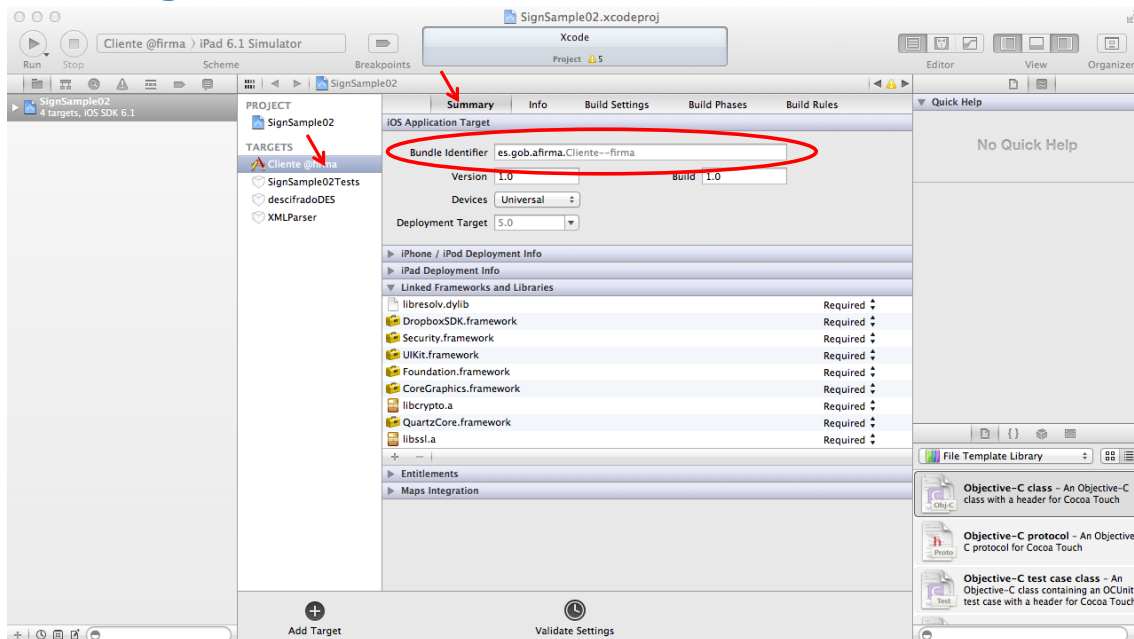 SignSample02.xcodeproj
Cliente @firma > iPad 6.1 Simulator
Xcode
Project 5
Run Stop Scheme Breakpoints Editor View Organizer
SignSample02
SignSample02
4 targets, iOS SDK 6.1
PROJECT
SignSample02
TARGETS
Cliente @firma
SignSample02Tests
descifradoDES
XMLParser
Summary Info Build Settings Build Phases Build Rules
iOS Application Target
Bundle Identifier es.gob.afirma.Cliente--firma
Version 1.0 Build 1.0
Devices Universal
Deployment Target 5.0
iPhone / iPod Deployment Info
iPad Deployment Info
Linked Frameworks and Libraries
libresolv.dylib Required
DropboxSDK.framework Required
Security.framework Required
UIKit.framework Required
Foundation.framework Required
CoreGraphics.framework Required
libcrypto.a Required
QuartzCore.framework Required
libssl.a Required
+ -
Entitlements
Maps Integration
Add Target Validate Settings
Quick Help
No Quick Help
{}
File Template Library
Obj-C
Objective-C class - An Objective-C
class with a header for Cocoa Touch
Proto
Objective-C protocol - An Objective
C protocol for Cocoa Touch
Test
Objective-C test case class - An
Objective-C class containing an OCUnit
test case with a header for Cocoa Touch